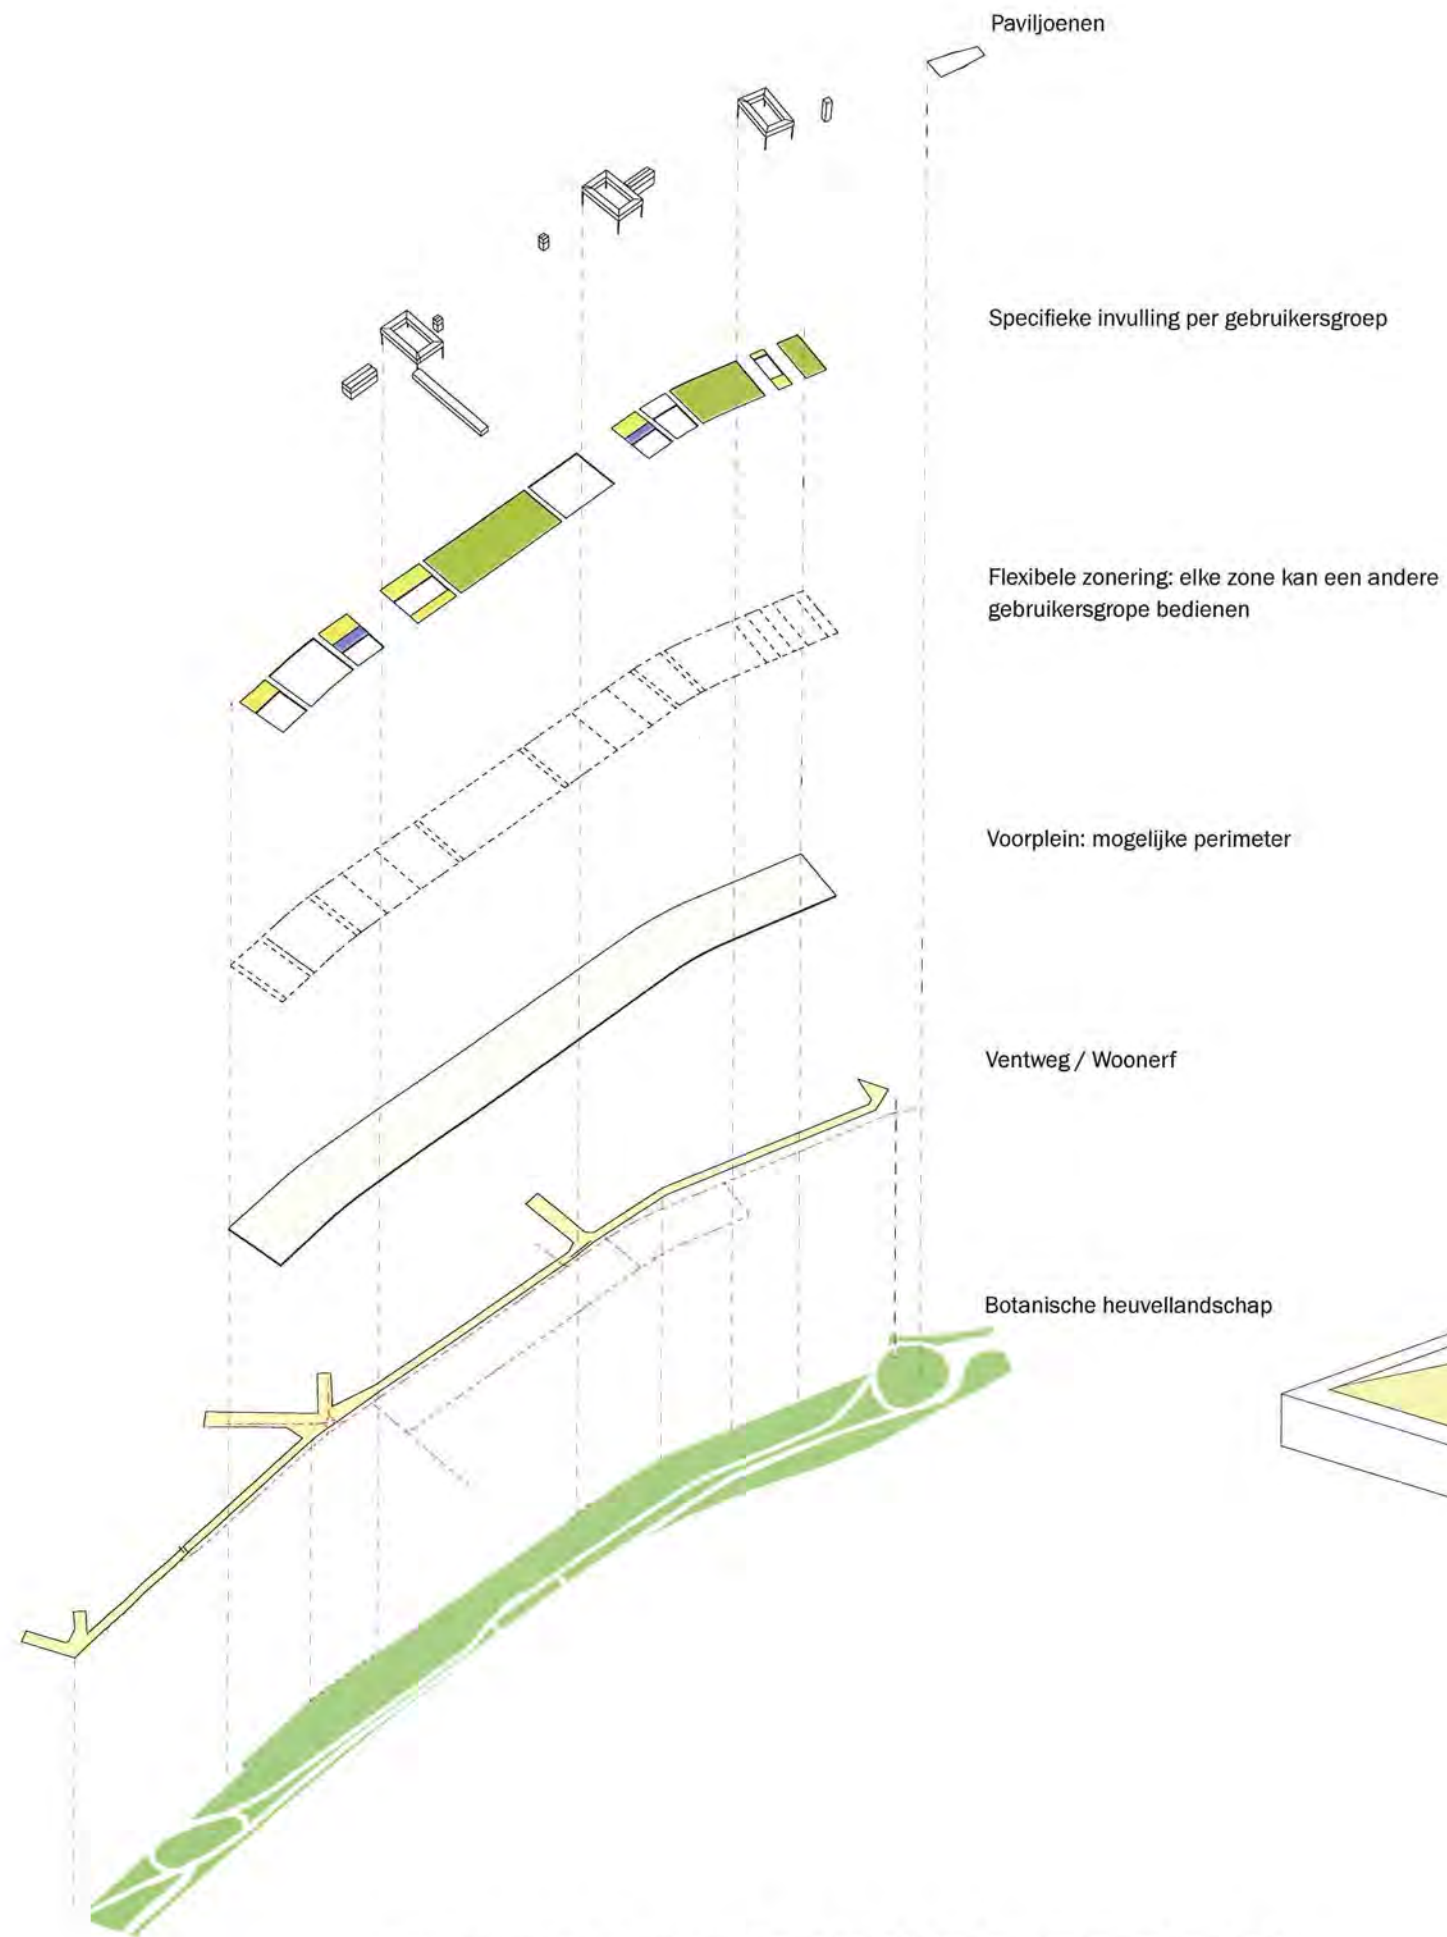 Paviljoenen
Specifieke invulling per gebruikersgroep
Flexibele zonering: elke zone kan een andere
gebruikersgrope bedienen
Voorplein: mogelijke perimeter
Ventweg / Woonerf
Botanische heuvellandschap